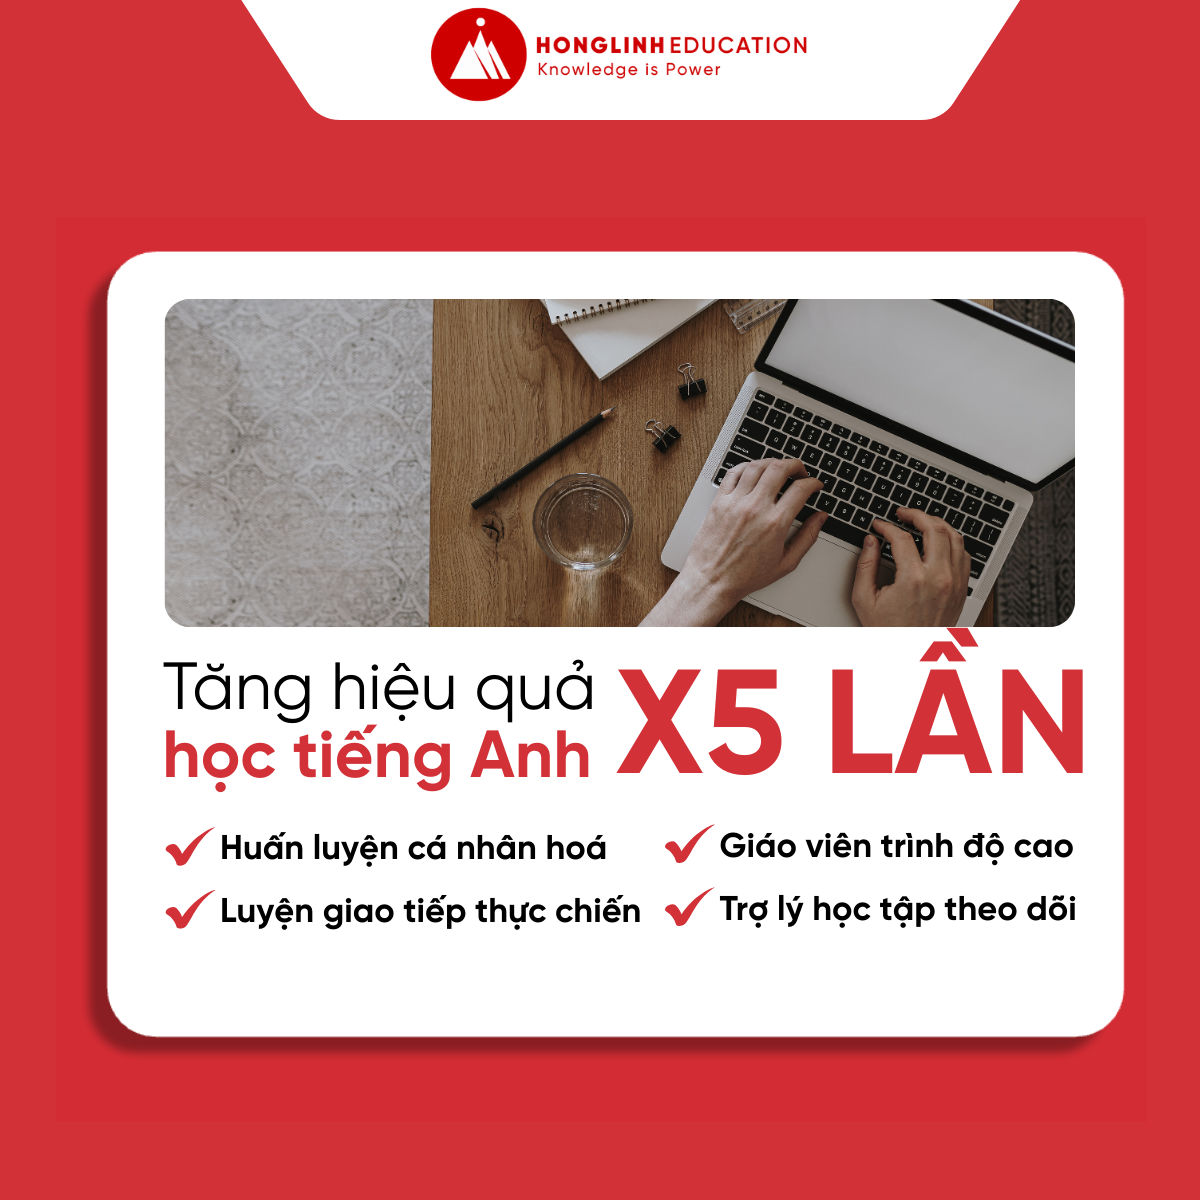 HONGLINH EDUCATION
Knowledge is Power
Tăng hiệu quả
học tiếng Anh
X5 LẦN
Huấn luyện cá nhân hoá
Giáo viên trình độ cao
Luyện giao tiếp thực chiến
Trợ lý học tập theo dõi